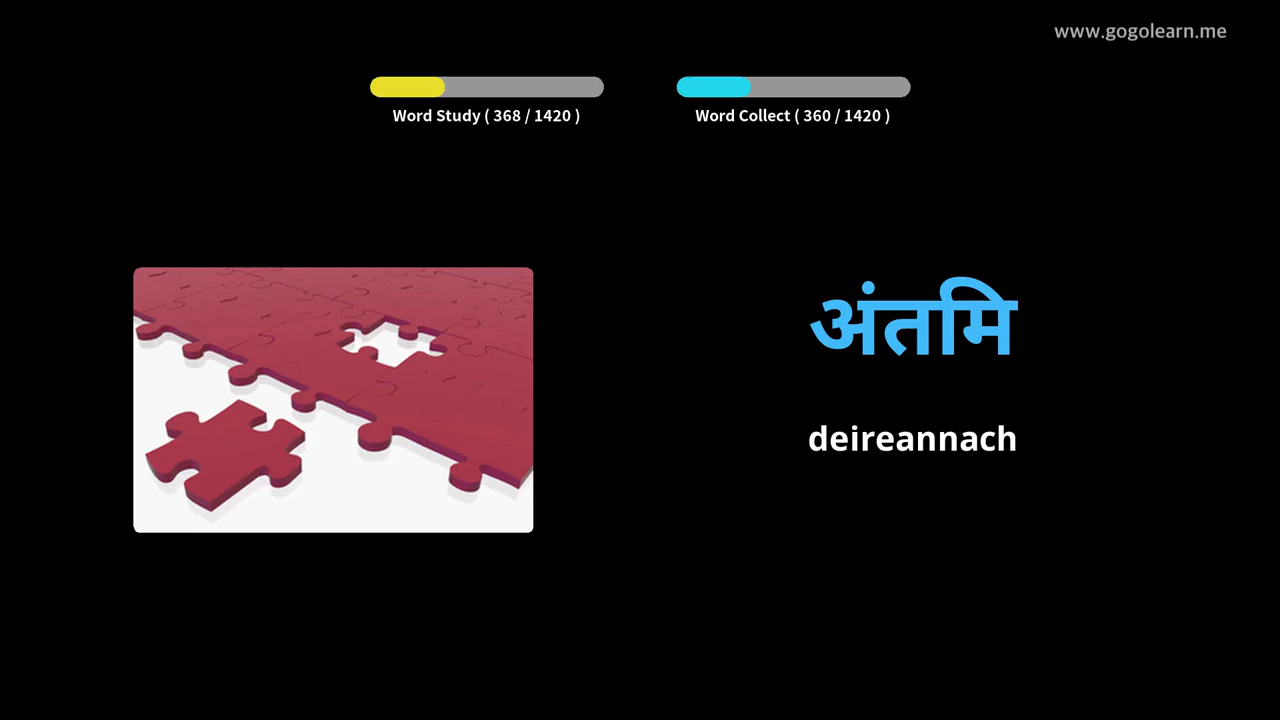 www.gogolearn.me
Word Study ( 368 / 1420 )
Word Collect ( 360 / 1420 )
अंतमि
deireannach